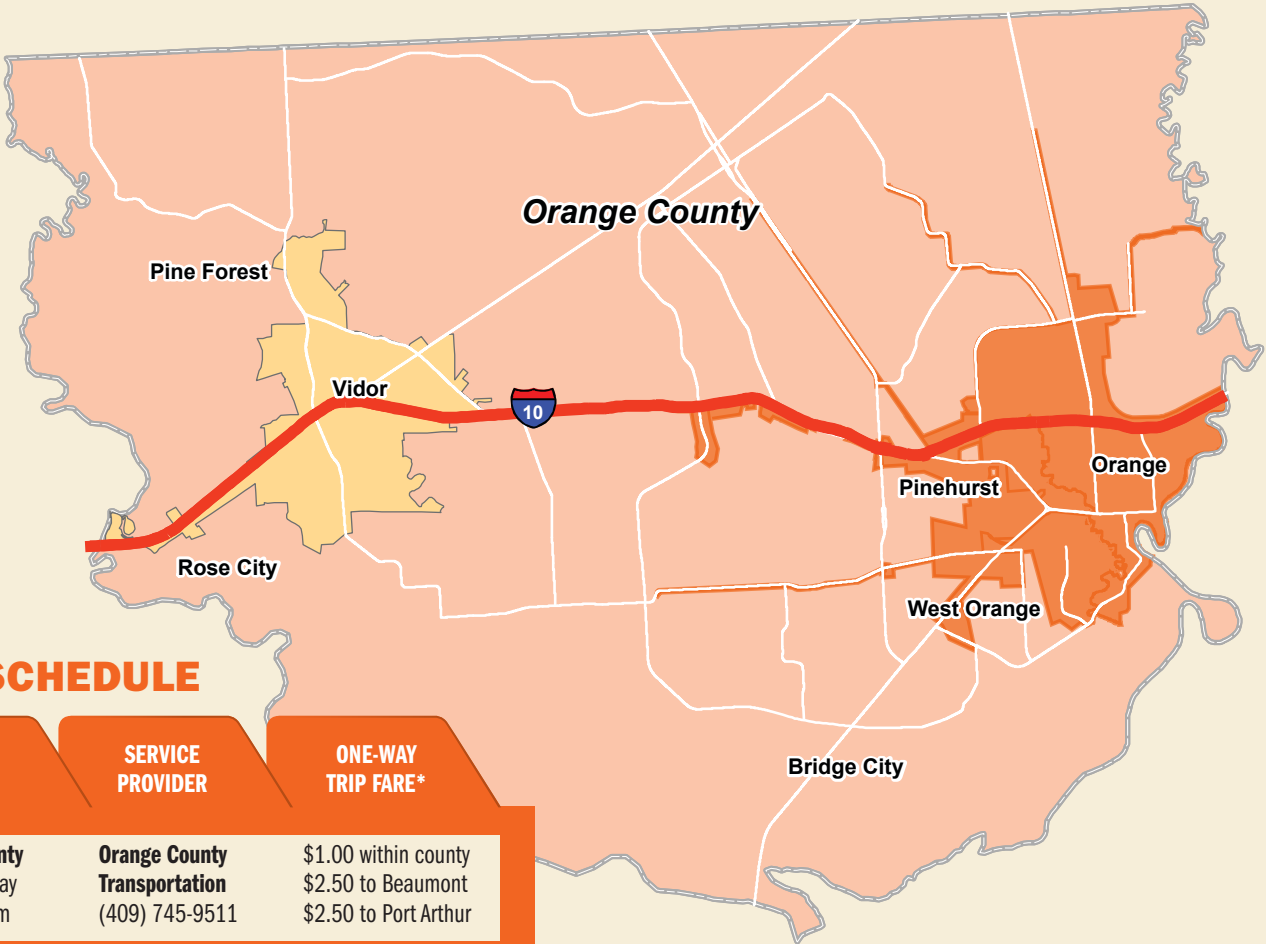 Orange County
Pine Forest
Vidor
10
Orange
Pinehurst
Rose City
West Orange
Bridge City
SCHEDULE
SERVICE
PROVIDER
ONE-WAY
TRIP FARE*
nty
ay
m
Orange County
Transportation
(409) 745-9511
$1.00 within county
$2.50 to Beaumont
$2.50 to Port Arthur